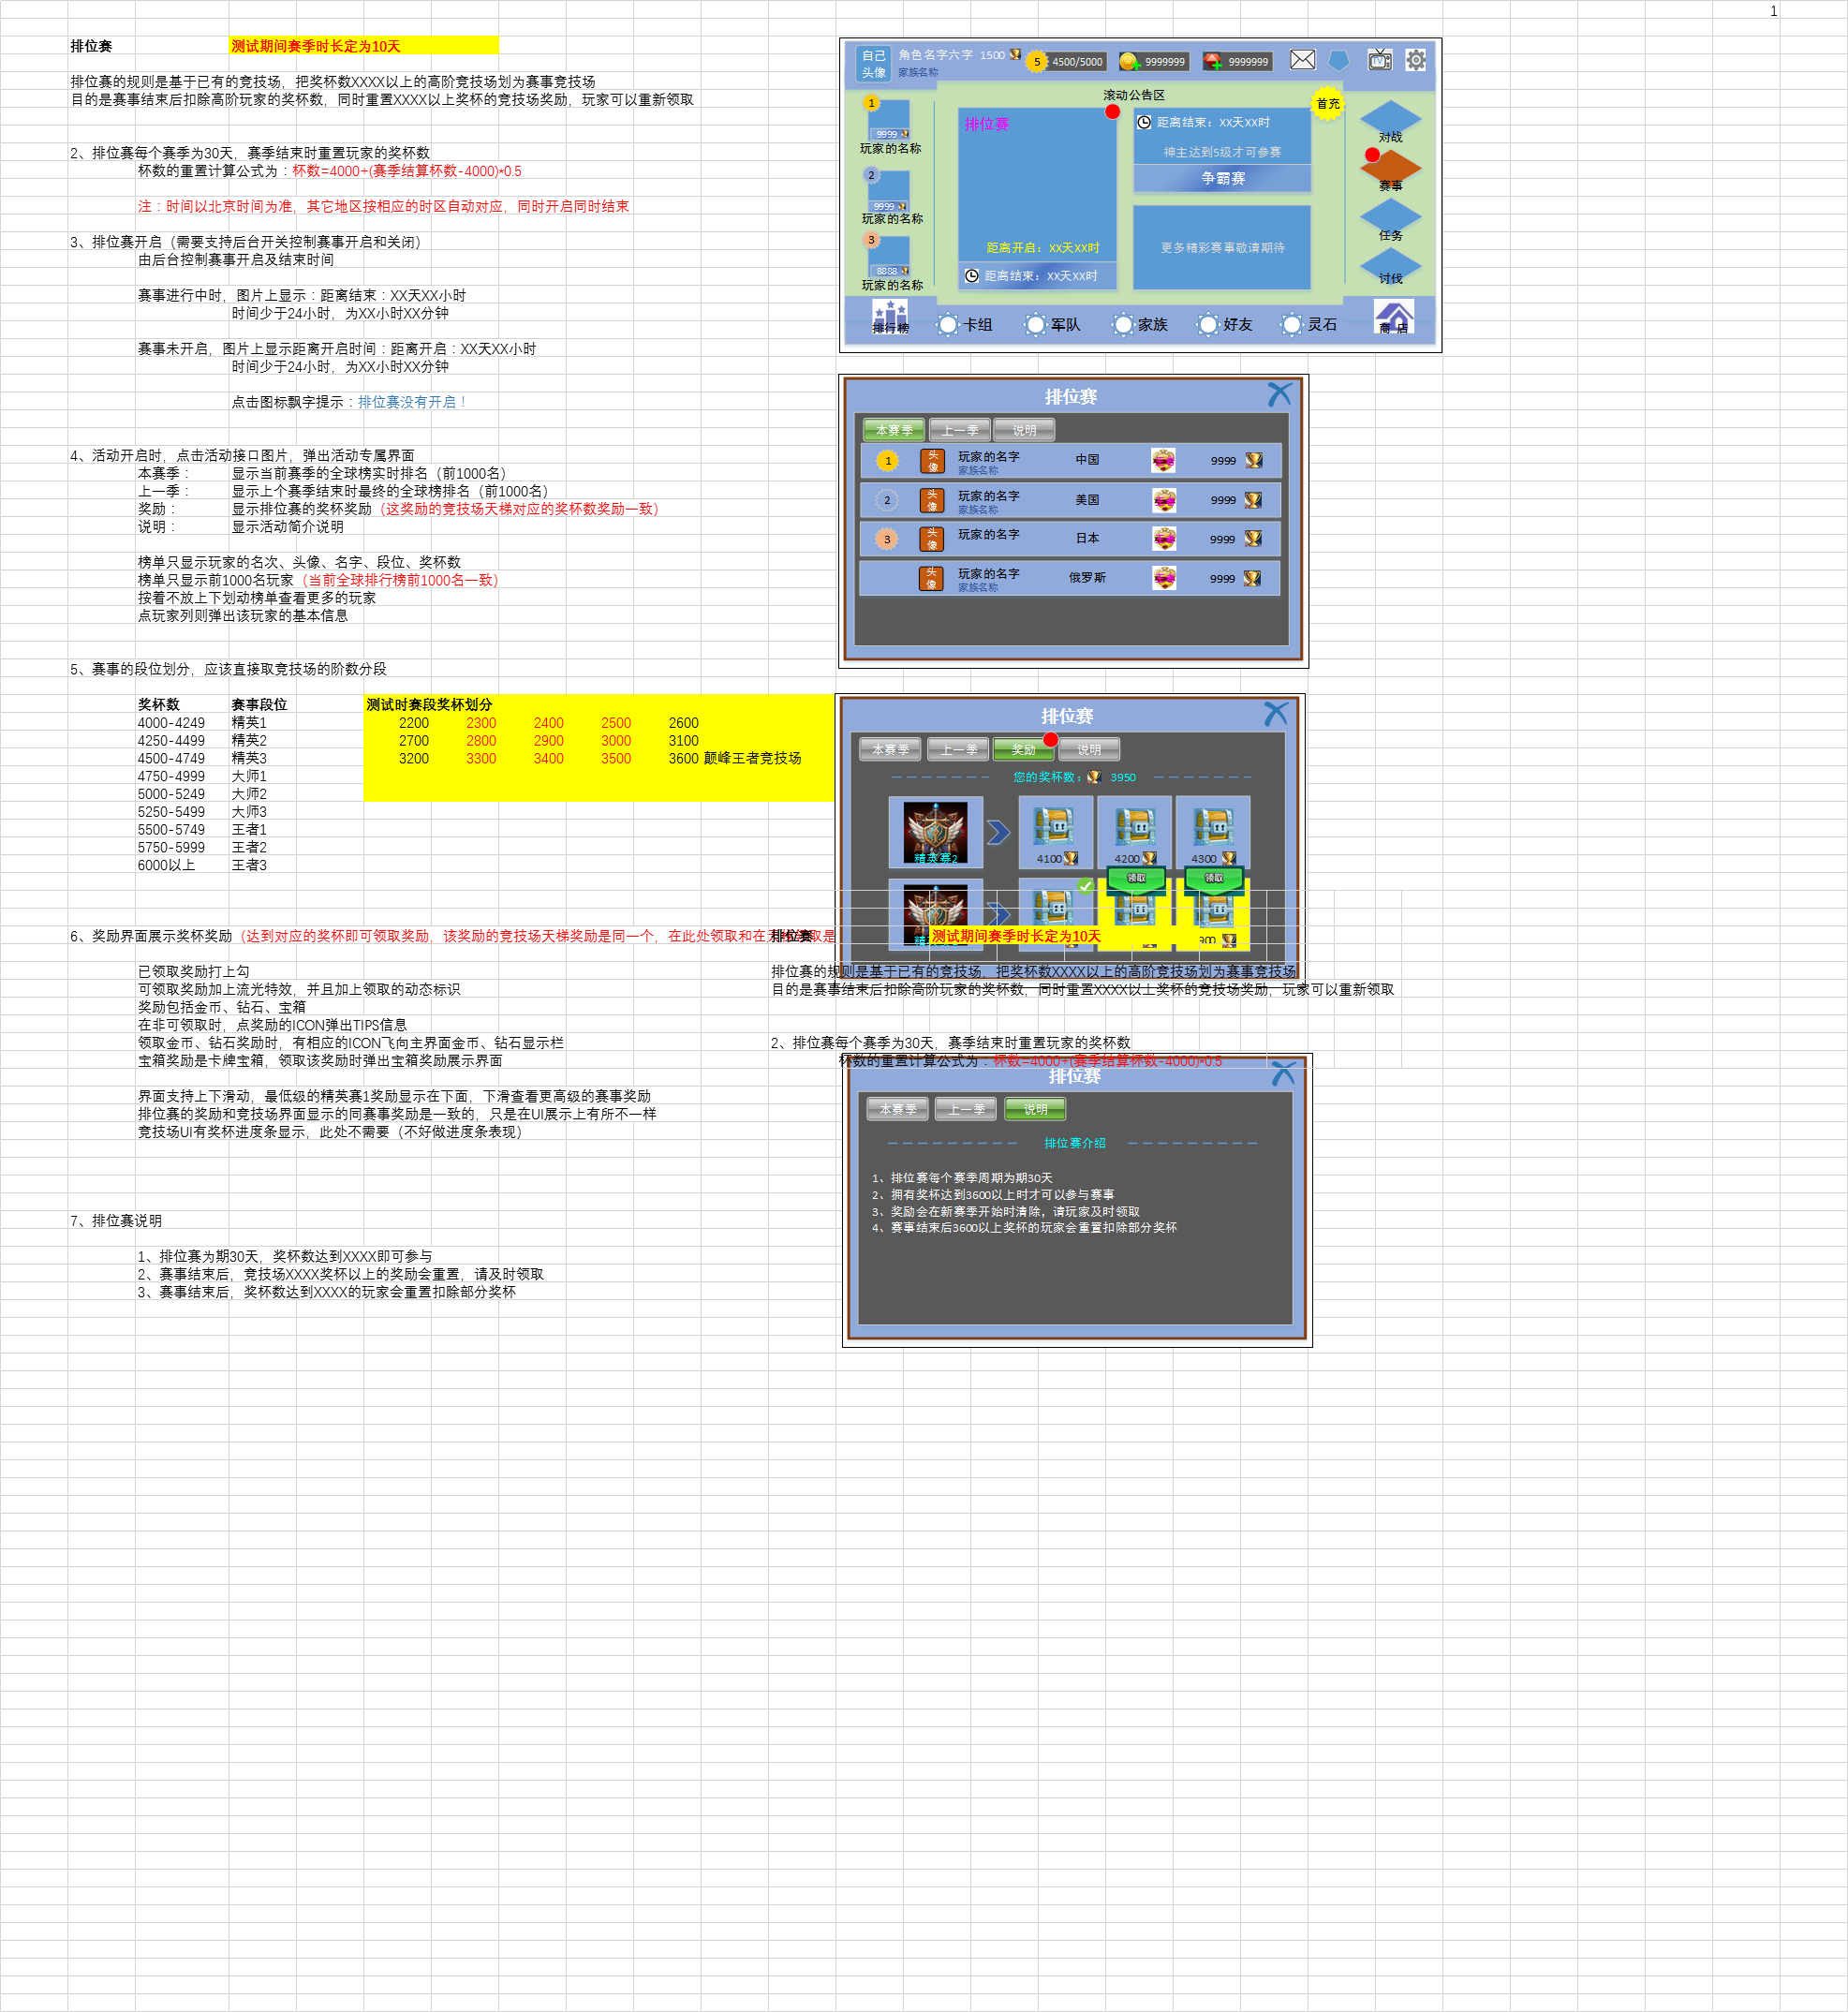 1
排位赛 测试期间赛季时长定为10天
排位赛的规则是基于已有的竞技场，把奖杯数XXXX以上的高阶竞技场划为赛事竞技场
目的是赛事结束后扣除高阶玩家的奖杯数，同时重置XXXX以上奖杯的竞技场奖励，玩家可以重新领取
2、排位赛每个赛季为30天，赛季结束时重置玩家的奖杯数
杯数的重置计算公式为：杯数=4000+(赛季结算杯数-4000)*0.5
注：时间以北京时间为准，其它地区按相应的时区自动对应，同时开启同时结束
3、排位赛开启（需要支持后台开关控制赛事开启和关闭）
由后台控制赛事开启及结束时间
赛事进行中时，图片上显示：距离结束：XX天XX小时
时间少于24小时，为XX小时XX分钟
赛事未开启，图片上显示距离开启时间：距离开启：XX天XX小时
时间少于24小时，为XX小时XX分钟
点击图标飘字提示：排位赛没有开启！
4、活动开启时，点击活动接口图片，弹出活动专属界面
本赛季： 显示当前赛季的全球榜实时排名（前1000名）
上一季： 显示上个赛季结束时最终的全球榜排名（前1000名）
奖励： 显示排位赛的奖杯奖励（这奖励的竞技场天梯对应的奖杯数奖励一致）
说明： 显示活动简介说明
榜单只显示玩家的名次、头像、名字、段位、奖杯数
榜单只显示前1000名玩家（当前全球排行榜前1000名一致）
按着不放上下划动榜单查看更多的玩家
点玩家列则弹出该玩家的基本信息
5、赛事的段位划分，应该直接取竞技场的阶数分段
奖杯数 赛事段位 测试时赛段奖杯划分
4000-4249 精英1 2200 2300 2400 2500 2600
4250-4499 精英2 2700 2800 2900 3000 3100
4500-4749 精英3 3200 3300 3400 3500 3600 颠峰王者竞技场
4750-4999 大师1
5000-5249 大师2
5250-5499 大师3
5500-5749 王者1
5750-5999 王者2
6000以上 王者3
6、奖励界面展示奖杯奖励（达到对应的奖杯即可领取奖励，该奖励的竞技场天梯奖励是同一个，在此处领取和在
已领取奖励打上勾
可领取奖励加上流光特效，并且加上领取的动态标识
奖励包括金币、钻石、宝箱
在非可领取时，点奖励的ICON弹出TIPS信息
领取金币、钻石奖励时，有相应的ICON飞向主界面金币、钻石显示栏
宝箱奖励是卡牌宝箱，领取该奖励时弹出宝箱奖励展示界面
界面支持上下滑动，最低级的精英赛1奖励显示在下面，下滑查看更高级的赛事奖励
排位赛的奖励和竞技场界面显示的同赛事奖励是一致的，只是在UI展示上有所不一样
竞技场UI有奖杯进度条显示，此处不需要（不好做进度条表现）
7、排位赛说明
1、排位赛为期30天，奖杯数达到XXXX即可参与
2、赛事结束后，竞技场XXXX奖杯以上的奖励会重置，请及时领取
3、赛事结束后，奖杯数达到XXXX的玩家会重置扣除部分奖杯
自己
头像
角色名字六字 1500
家族名称
5 4500/5000 9999999 9999999
TV
滚动公告区
首充
1
9999
玩家的名称
2
9999
玩家的名称
3
8888
玩家的名称
排位赛
距离开启：XX天XX时
距离结束：XX天XX时
距离结束：XX天XX时
神主达到5级才可参赛
争霸赛
更多精彩赛事敬请期待
对战
赛事
任务
讨伐
排行榜 卡组 军队 家族 好友 灵石 商 店
排位赛
本赛季 上一季 说明
1 头像 玩家的名字 中国 9999
家族名称
2 头像 玩家的名字 美国 9999
家族名称
3 头像 玩家的名字 日本 9999
头像 玩家的名字 俄罗斯 9999
家族名称
排位赛
本赛季 上一季 奖励 说明
您的奖杯数： 3950
精英赛2 4100 4200 4300
领取 领取
排位赛 测试期间赛季时长定为10天
排位赛的规则是基于已有的竞技场，把奖杯数XXXX以上的高阶竞技场划为赛事竞技场
目的是赛事结束后扣除高阶玩家的奖杯数，同时重置XXXX以上奖杯的竞技场奖励，玩家可以重新领取
2、排位赛每个赛季为30天，赛季结束时重置玩家的奖杯数
杯数的重置计算公式为：杯数=4000+(赛季结算杯数-4000)*0.5
排位赛
本赛季 上一季 说明
排位赛介绍
1、排位赛每个赛季周期为期30天
2、拥有奖杯达到3600以上时才可以参与赛事
3、奖励会在新赛季开始时清除，请玩家及时领取
4、赛事结束后3600以上奖杯的玩家会重置扣除部分奖杯